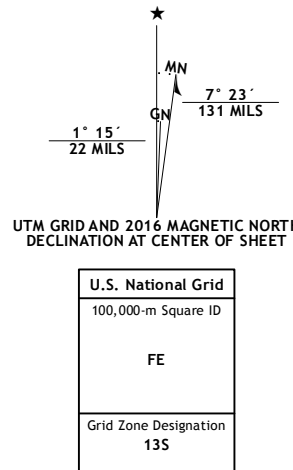 MN
GN
7° 23´
131 MILS
1° 15´
22 MILS
UTM GRID AND 2016 MAGNETIC NORTH
DECLINATION AT CENTER OF SHEET
U.S. National Grid
100,000-m Square ID
FE
Grid Zone Designation
13S